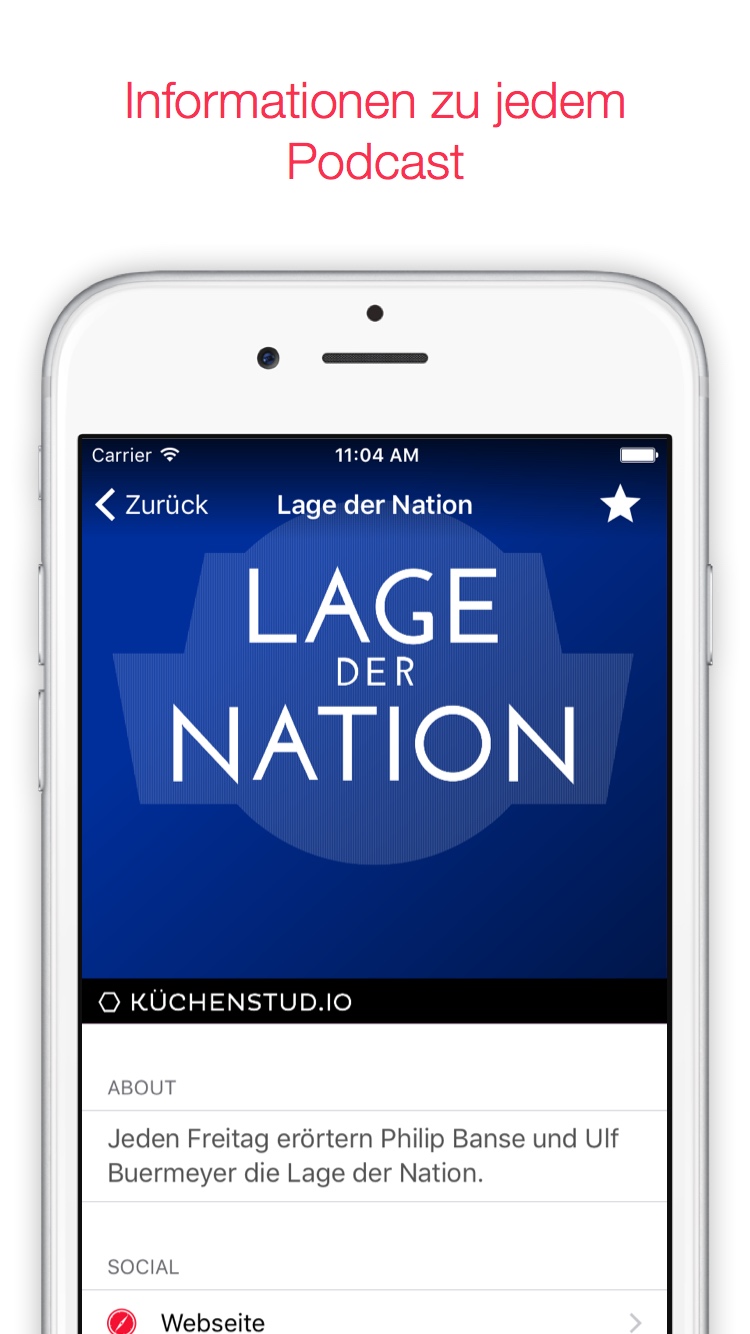 Informationen zu jedem
Podcast
Carrier 11:04 AM
Zurück Lage der Nation
LAGE
DER
NATION
KÜCHENSTUD.IO
ABOUT
Jeden Freitag erörtern Philip Banse und Ulf
Buermeyer die Lage der Nation.
SOCIAL
Webseite